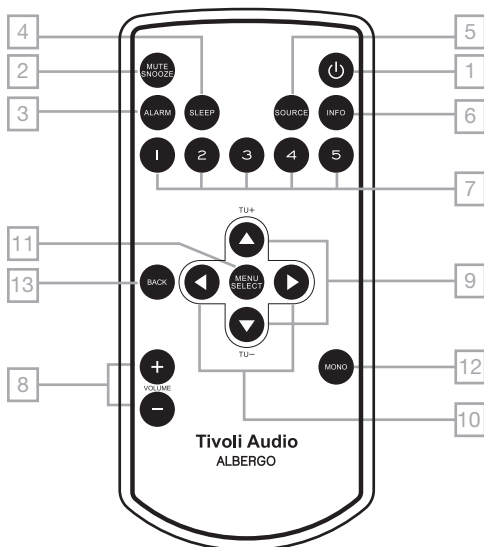 4
5
2
MUTE
SNOOZE
1
3
ALARM
SLEEP
SOURCE
INFO
6
1 2 3 4 5
7
TU+
11
13
BACK
MENU
SELECT
9
TU−
8
+
VOLUME
−
MONO
12
10
Tivoli Audio
ALBERGO